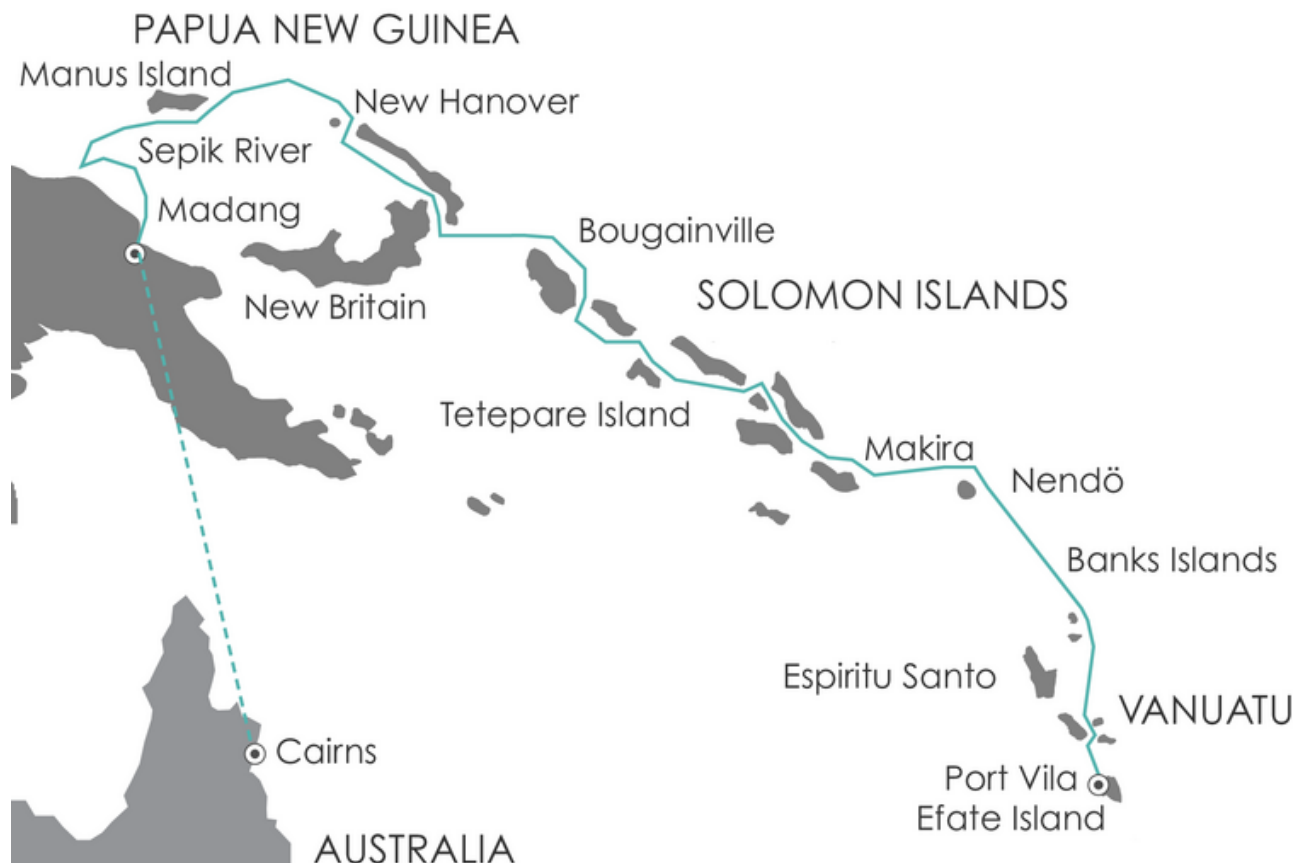 PAPUA NEW GUINEA
Manus Island
New Hanover
Sepik River
Madang
Bougainville
New Britain
SOLOMON ISLANDS
Tetepare Island
Makira
Nendö
Banks Islands
Espiritu Santo
VANUATU
Cairns
Port Vila
Efate Island
AUSTRALIA